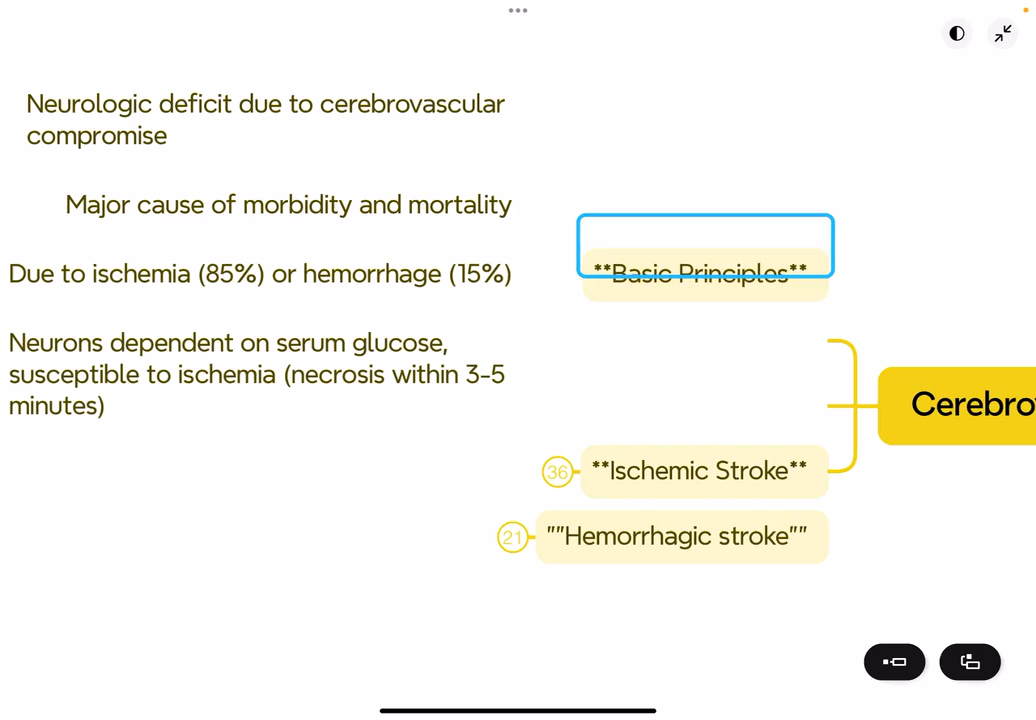 Neurologic deficit due to cerebrovascular
compromise
Major cause of morbidity and mortality
Due to ischemia (85%) or hemorrhage (15%)
**Basic Principles**
Neurons dependent on serum glucose,
susceptible to ischemia (necrosis within 3-5
minutes)
Cerebro
36
**Ischemic Stroke**
21
""Hemorrhagic stroke""